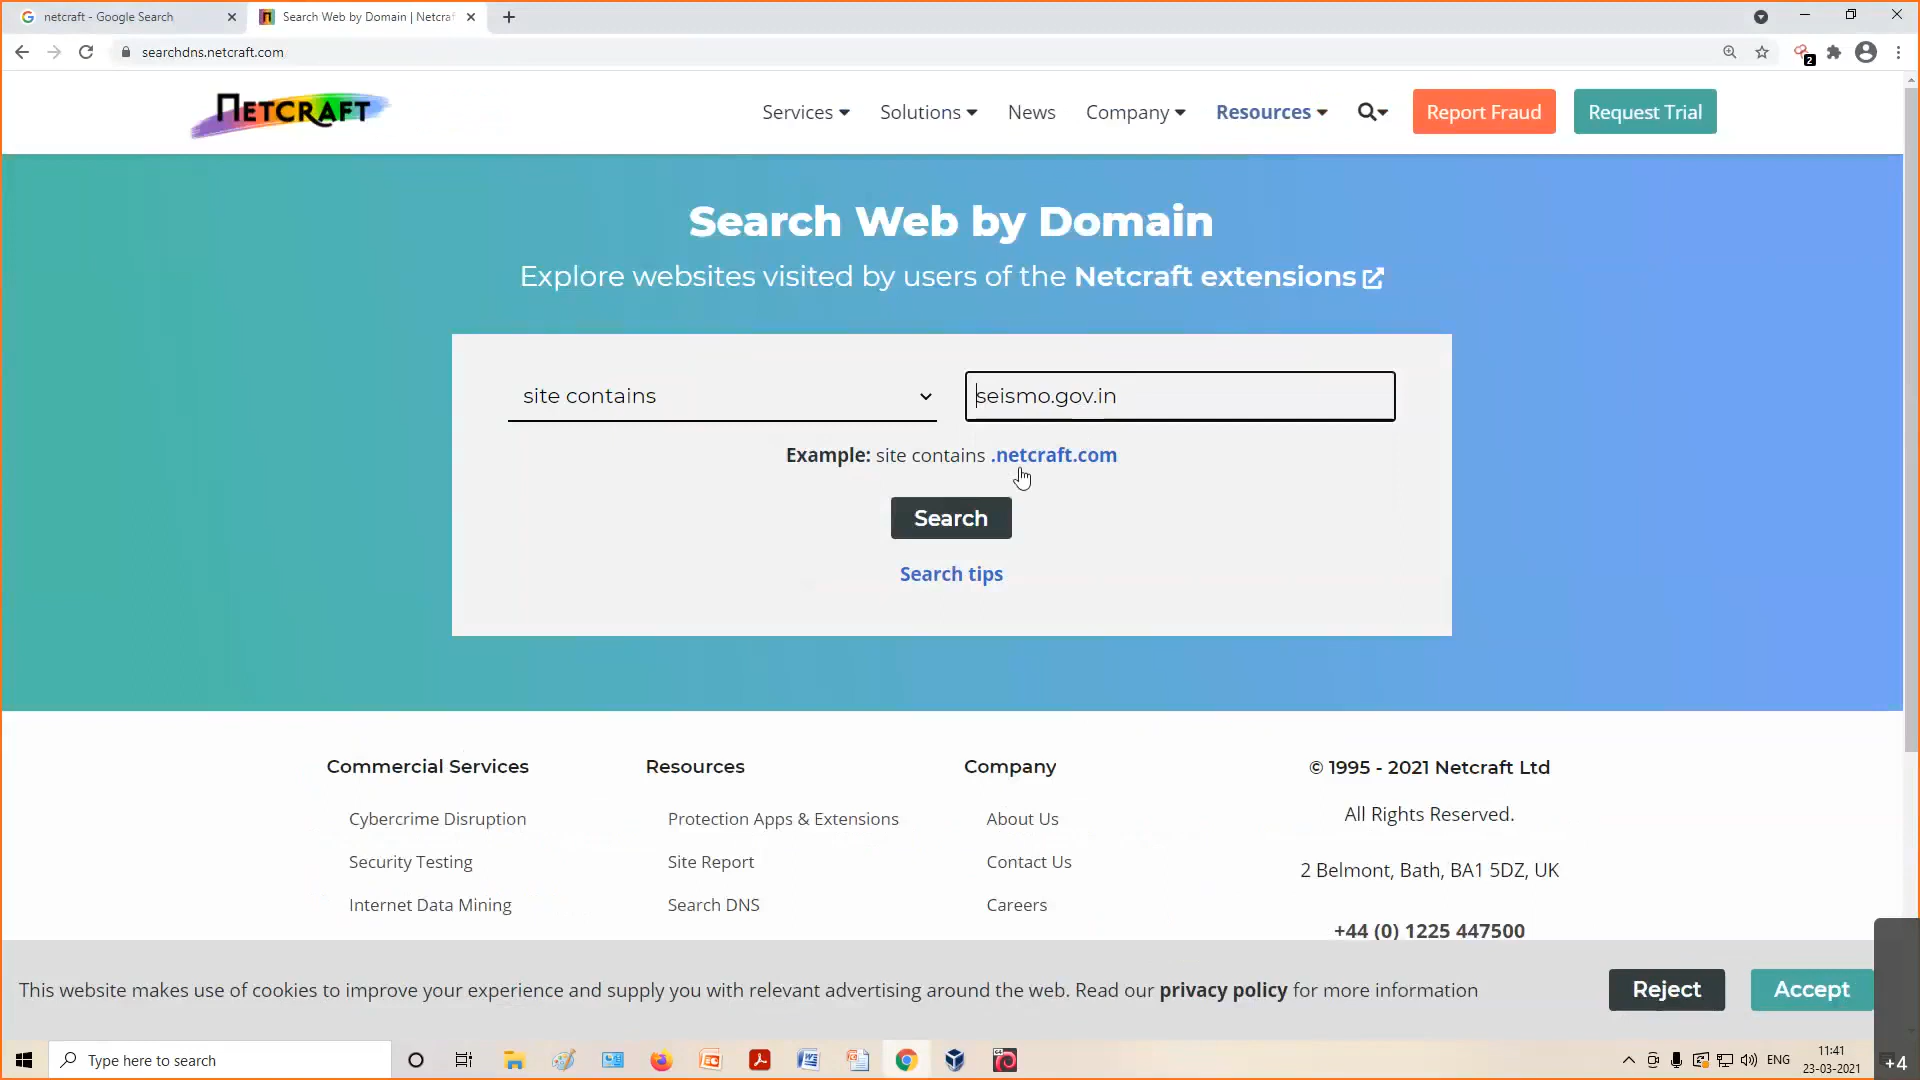 netcraft - Google Search
Search Web by Domain | Netcraf
searchdns.netcraft.com
2
NETCRAFT
Services
Solutions
News
Company
Resources
Report Fraud
Request Trial
Search Web by Domain
Explore websites visited by users of the Netcraft extensions
site contains
seismo.gov.in
Example: site contains .netcraft.com
Search
Search tips
Commercial Services
Cybercrime Disruption
Security Testing
Internet Data Mining
Resources
Protection Apps & Extensions
Site Report
Search DNS
Company
About Us
Contact Us
Careers
© 1995 - 2021 Netcraft Ltd
All Rights Reserved.
2 Belmont, Bath, BA1 5DZ, UK
+44 (0) 1225 447500
This website makes use of cookies to improve your experience and supply you with relevant advertising around the web. Read our privacy policy for more information
Reject
Accept
Type here to search
ENG
11:41
23-03-2021
+4